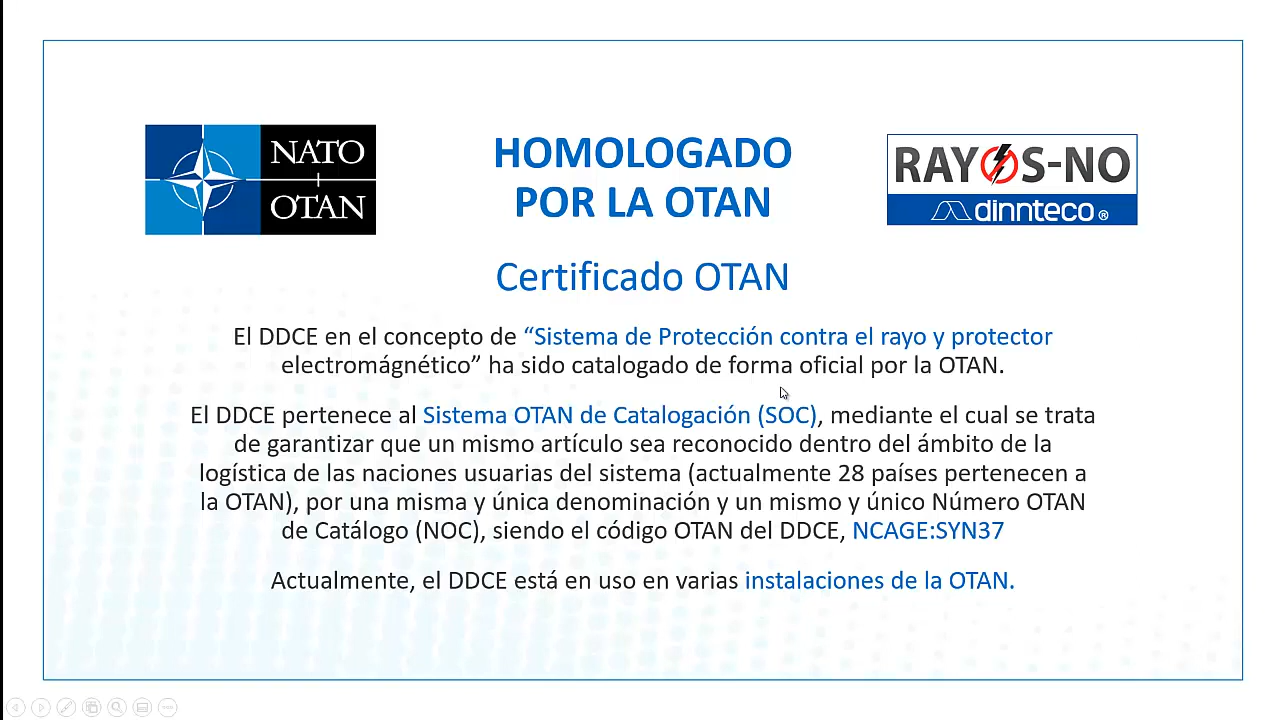 NATO
OTAN
HOMOLOGADO
POR LA OTAN
RAYOS-NO
dinnteco ®
Certificado OTAN
El DDCE en el concepto de “Sistema de Protección contra el rayo y protector
electromágnético” ha sido catalogado de forma oficial por la OTAN.
El DDCE pertenece al Sistema OTAN de Catalogación (SOC), mediante el cual se trata
de garantizar que un mismo artículo sea reconocido dentro del ámbito de la
logística de las naciones usuarias del sistema (actualmente 28 países pertenecen a
la OTAN), por una misma y única denominación y un mismo y único Número OTAN
de Catálogo (NOC), siendo el código OTAN del DDCE, NCAGE:SYN37
Actualmente, el DDCE está en uso en varias instalaciones de la OTAN.